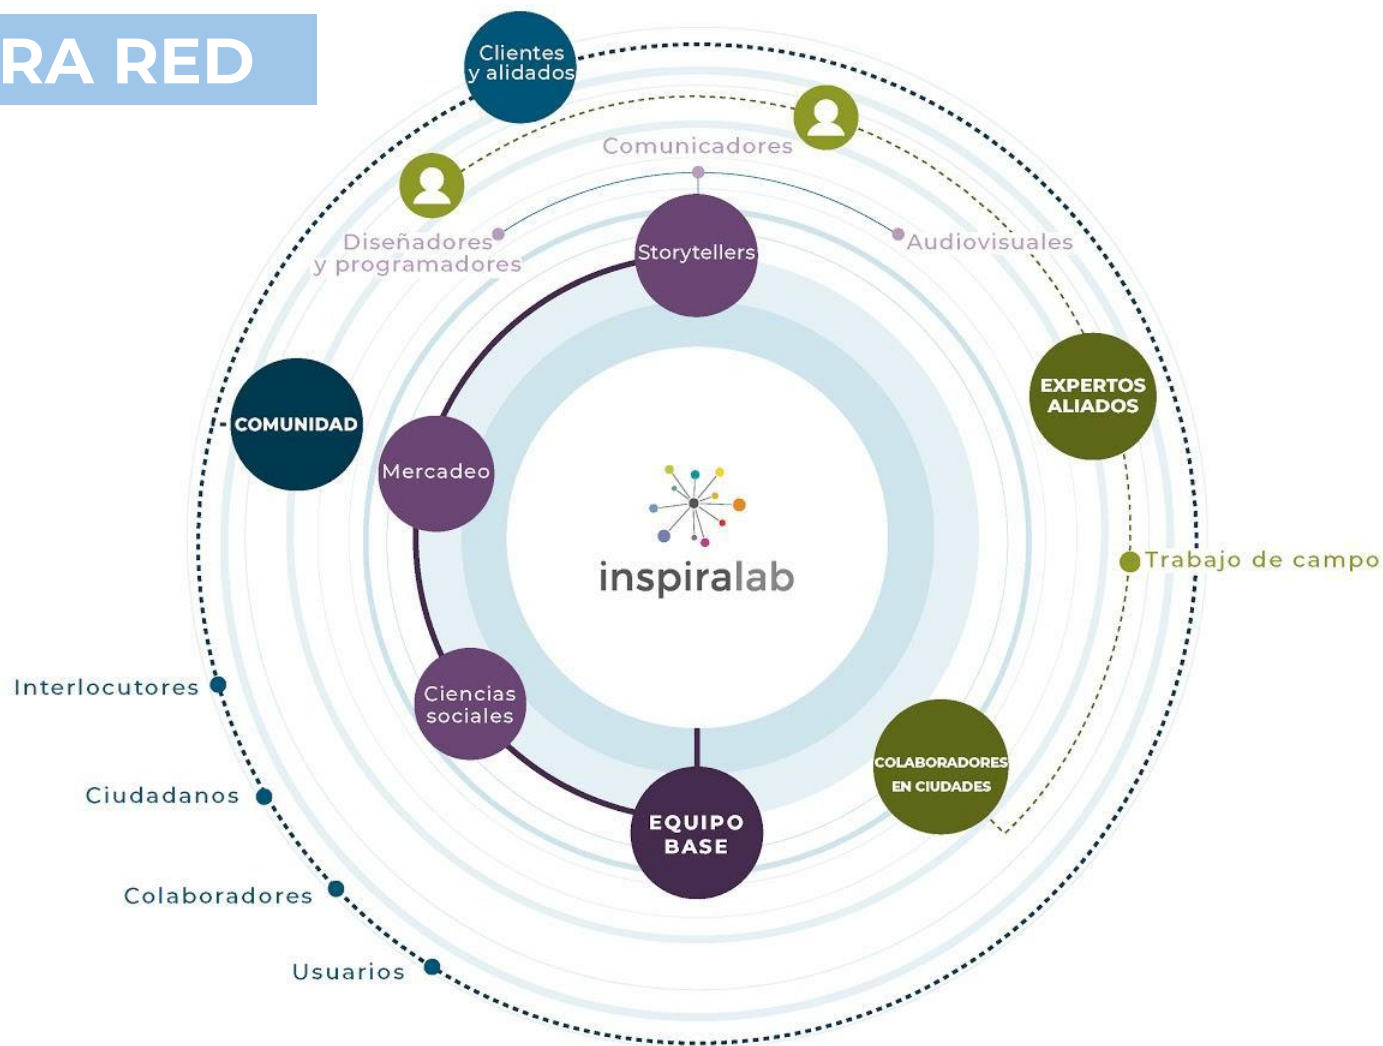 RA RED
Clientes
y alidados
Comunicadores
Diseñadores
y programadores
Storytellers
Audiovisuales
EXPERTOS
ALIADOS
COMUNIDAD
Mercadeo
inspiralab
Trabajo de campo
Interlocutores
Ciencias
sociales
COLABORADORES
EN CIUDADES
Ciudadanos
EQUIPO
BASE
Colaboradores
Usuarios